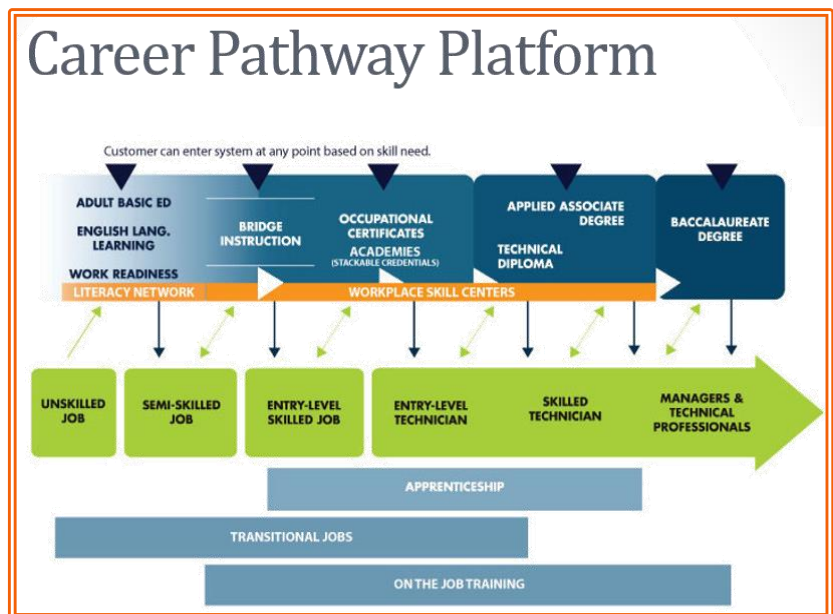 Career Pathway Platform
Customer can enter system at any point based on skill need.
ADULT BASIC ED
ENGLISH LANG.
LEARNING
WORK READINESS
BRIDGE
INSTRUCTION
OCCUPATIONAL
CERTIFICATES
ACADEMIES
(STACKABLE CREDENTIALS)
APPLIED ASSOCIATE
DEGREE
TECHNICAL
DIPLOMA
BACCALAUREATE
DEGREE
LITERACY NETWORK
WORKPLACE SKILL CENTERS
UNSKILLED
JOB
SEMI-SKILLED
JOB
ENTRY-LEVEL
SKILLED JOB
ENTRY-LEVEL
TECHNICIAN
SKILLED
TECHNICIAN
MANAGERS &
TECHNICAL
PROFESSIONALS
APPRENTICESHIP
TRANSITIONAL JOBS
ON THE JOB TRAINING